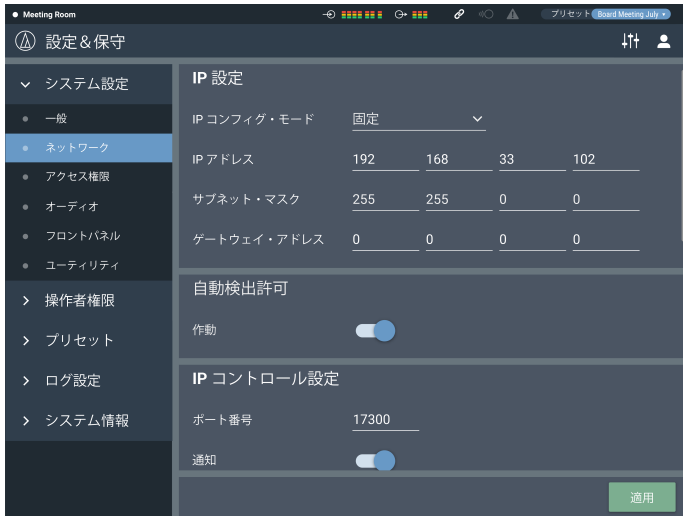 Meeting Room
プリセット Board Meeting July
設定＆保守
システム設定
一般
ネットワーク
アクセス権限
オーディオ
フロントパネル
ユーティリティ
操作者権限
プリセット
ログ設定
システム情報
IP 設定
IP コンフィグ・モード 固定
IP アドレス 192 168 33 102
サブネット・マスク 255 255 0 0
ゲートウェイ・アドレス 0 0 0 0
自動検出許可
作動
IP コントロール設定
ポート番号 17300
通知
適用